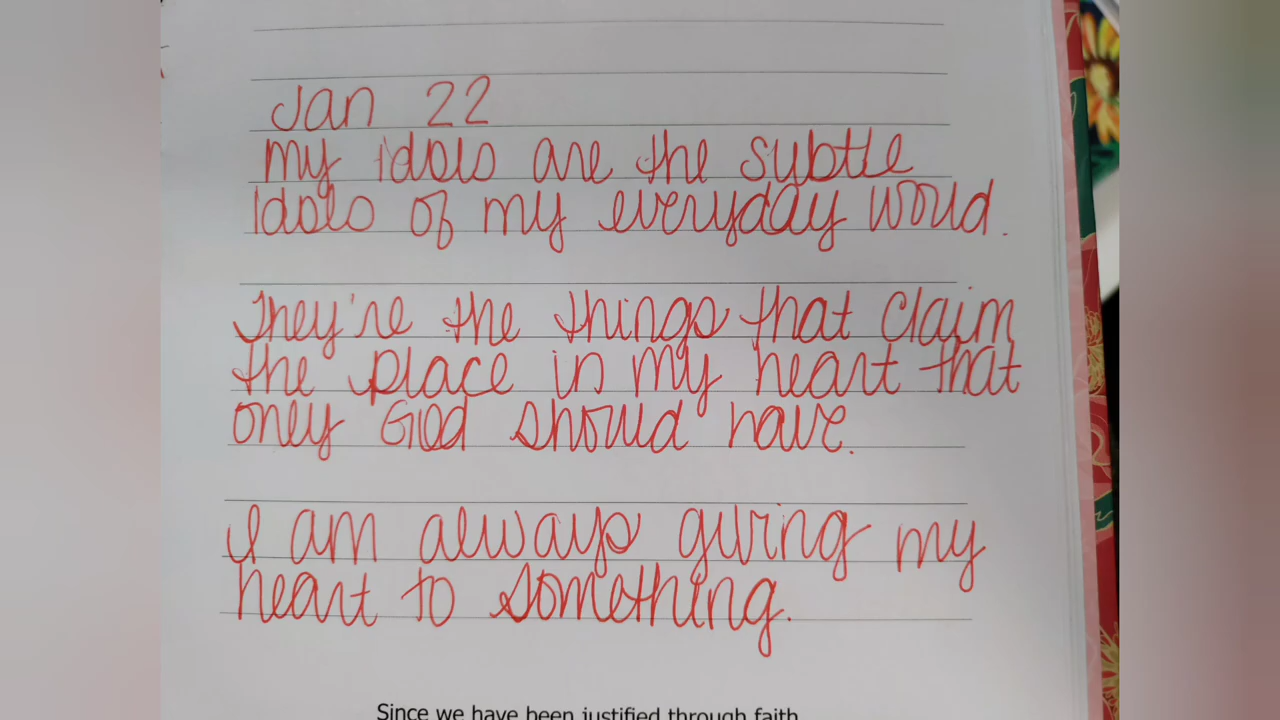 Jan 22
my idols are the subtle
idols of my everyday world.
They're the things that claim
the place in my heart that
only God should have.
I am always giving my
heart to something.
Since we have been justified through faith,